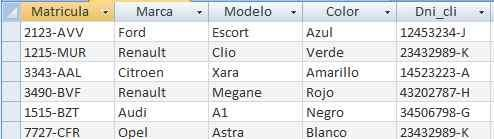 Matricula Marca Modelo Color Dni_cli
2123-AVV Ford Escort Azul 12453234-J
1215-MUR Renault Clio Verde 23432989-K
3343-AAL Citroen Xara Amarillo 14523223-A
3490-BVF Renault Megane Rojo 43202787-H
1515-BZT Audi A1 Negro 34506798-G
7727-CFR Opel Astra Blanco 23432989-K